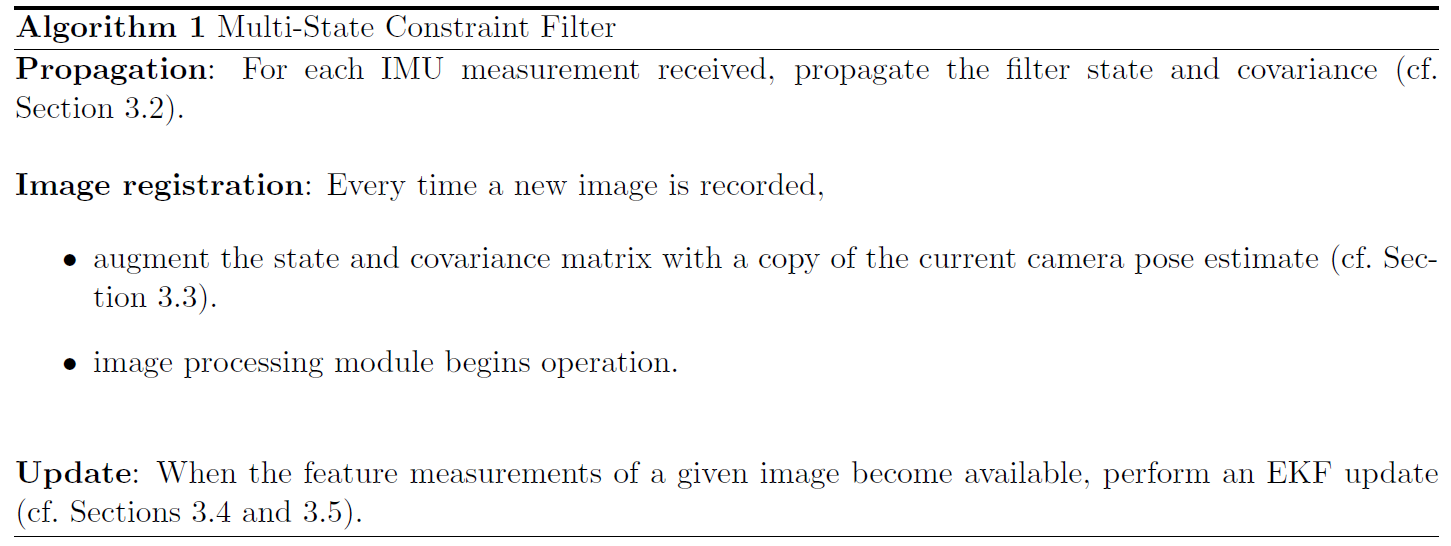 Algorithm 1 Multi-State Constraint Filter
Propagation: For each IMU measurement received, propagate the filter state and covariance (cf.
Section 3.2).
Image registration: Every time a new image is recorded,
• augment the state and covariance matrix with a copy of the current camera pose estimate (cf. Sec-
tion 3.3).
• image processing module begins operation.
Update: When the feature measurements of a given image become available, perform an EKF update
(cf. Sections 3.4 and 3.5).